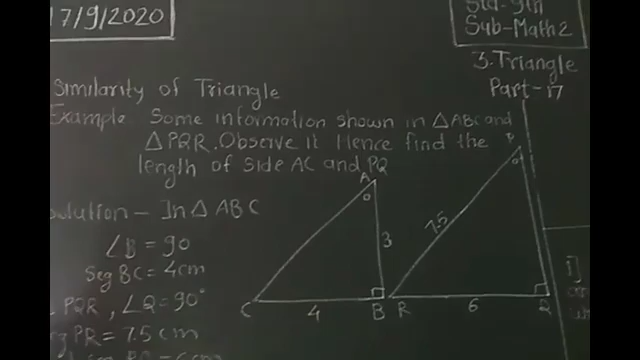 17/9/2020
Sub-Math2
3. Triangle
Part-17
Similarity of Triangle
Example Some information shown in △ABC and
△PQR. Observe it Hence find the
length of side AC and PQ
Solution – In △ ABC
∠B = 90
seg BC = 4cm
PQR, ∠Q = 90°
PR = 7.5 cm
A
3
C 4 B
P
7.5
R 6 Q
1]